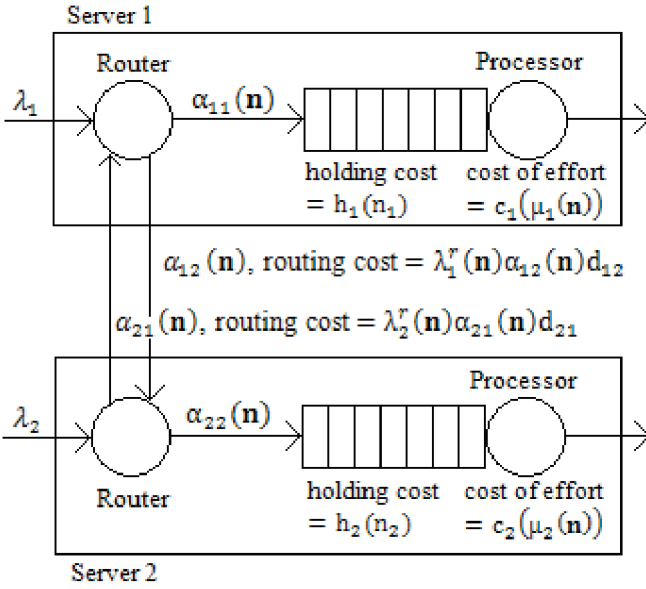 Server 1
Router
Processor
λ₁
α₁₁(𝐧)
holding cost
= h₁(n₁)
cost of effort
= c₁(μ₁(𝐧))
α₁₂(𝐧), routing cost = λ₁ʳ(𝐧)α₁₂(𝐧)d₁₂
α₂₁(𝐧), routing cost = λ₂ʳ(𝐧)α₂₁(𝐧)d₂₁
Processor
λ₂
α₂₂(𝐧)
Router
holding cost
= h₂(n₂)
cost of effort
= c₂(μ₂(𝐧))
Server 2